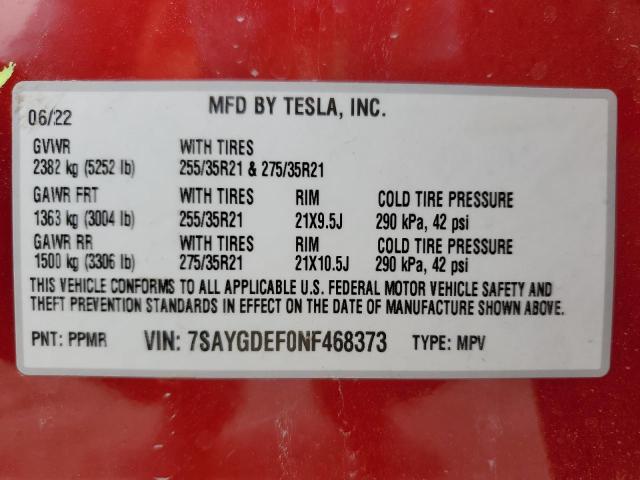 MFD BY TESLA, INC.
06/22
GVWR WITH TIRES
2382 kg (5252 lb) 255/35R21 & 275/35R21
GAWR FRT WITH TIRES RIM COLD TIRE PRESSURE
1363 kg (3004 lb) 255/35R21 21X9.5J 290 kPa, 42 psi
GAWR RR WITH TIRES RIM COLD TIRE PRESSURE
1500 kg (3306 lb) 275/35R21 21X10.5J 290 kPa, 42 psi
THIS VEHICLE CONFORMS TO ALL APPLICABLE U.S. FEDERAL MOTOR VEHICLE SAFETY AND
THEFT PREVENTION STANDARDS IN EFFECT ON THE DATE OF MANUFACTURE SHOWN ABOVE.
PNT: PPMR VIN: 7SAYGDEF0NF468373 TYPE: MPV